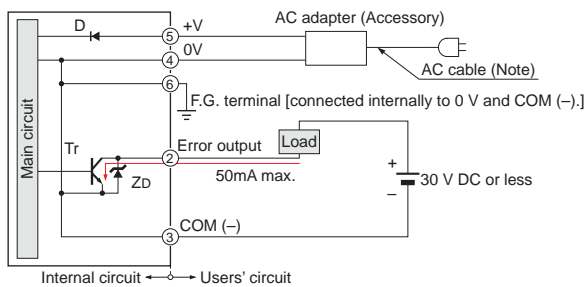 AC adapter (Accessory)
D
+V
5
0V
4
AC cable (Note)
6
F.G. terminal [connected internally to 0 V and COM (–).]
Main circuit
Tr
Error output
Load
2
ZD
50mA max.
+
30 V DC or less
–
COM (–)
3
Internal circuit
Users' circuit